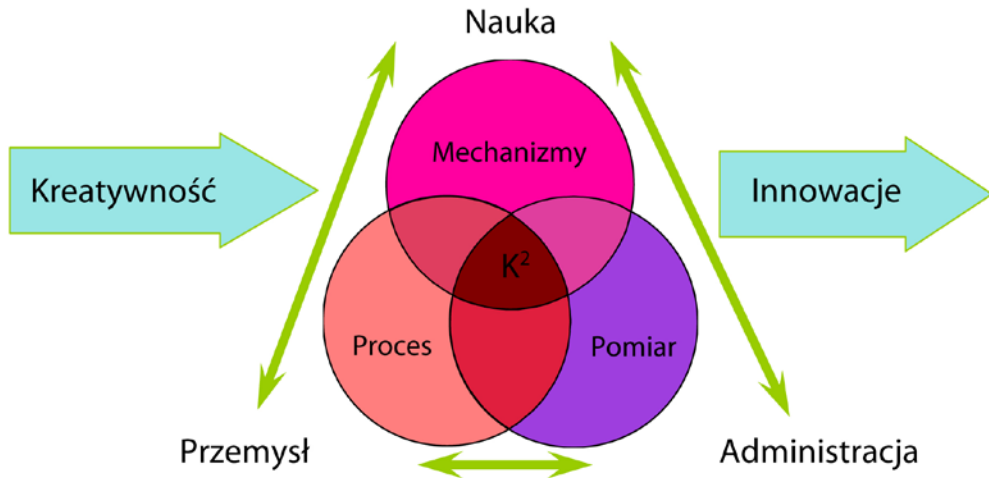 Nauka
Mechanizmy
Kreatywność
Innowacje
K²
Proces
Pomiar
Przemysł
Administracja